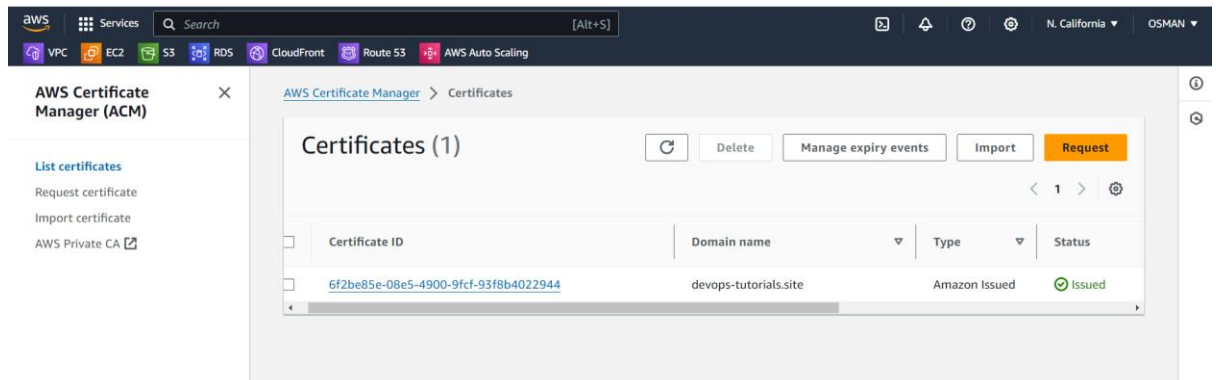 aws Services Search [Alt+S] N. California ▼ OSMAN ▼
VPC EC2 S3 RDS CloudFront Route 53 AWS Auto Scaling
AWS Certificate
Manager (ACM)
List certificates
Request certificate
Import certificate
AWS Private CA
AWS Certificate Manager > Certificates
Certificates (1)
Delete Manage expiry events Import Request
< 1 >
Certificate ID Domain name Type Status
6f2be85e-08e5-4900-9fcf-93f8b4022944 devops-tutorials.site Amazon Issued Issued